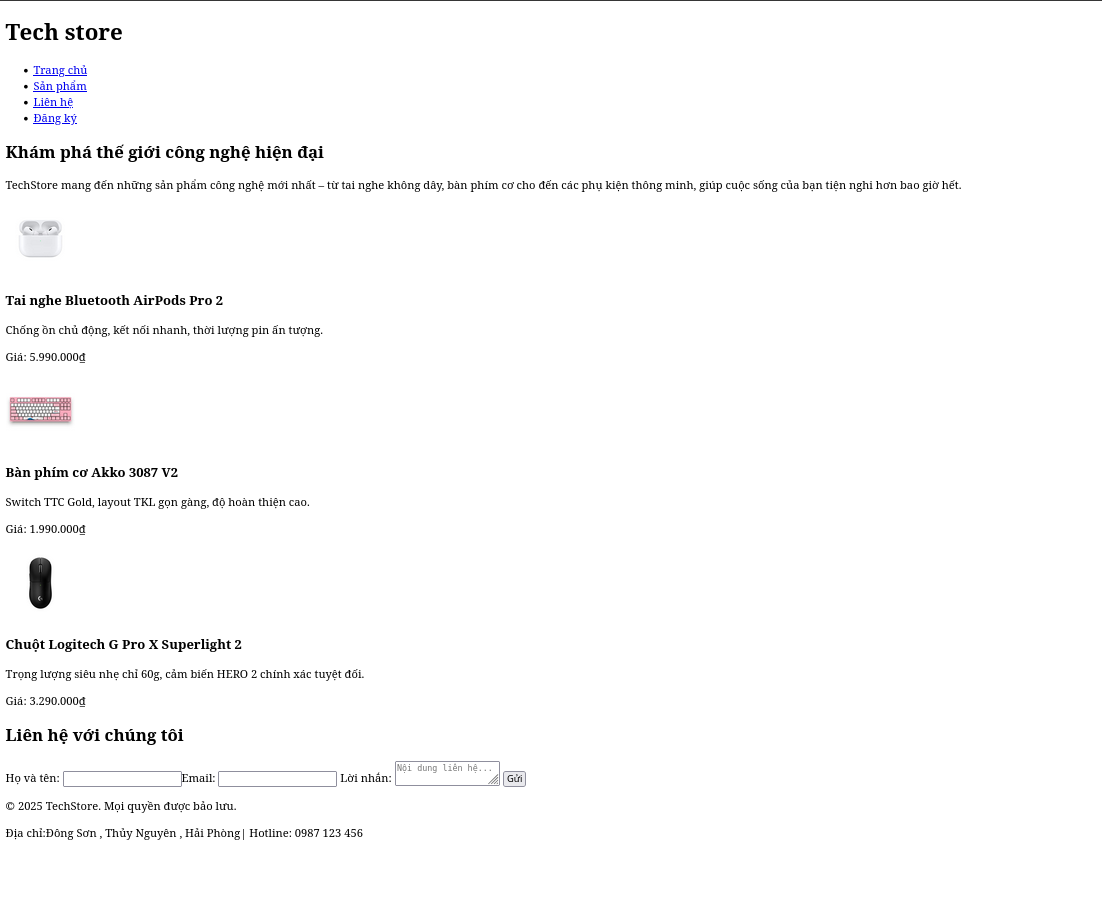 Tech store
Trang chủ
Sản phẩm
Liên hệ
Đăng ký
Khám phá thế giới công nghệ hiện đại
TechStore mang đến những sản phẩm công nghệ mới nhất – từ tai nghe không dây, bàn phím cơ cho đến các phụ kiện thông minh, giúp cuộc sống của bạn tiện nghi hơn bao giờ hết.
Tai nghe Bluetooth AirPods Pro 2
Chống ồn chủ động, kết nối nhanh, thời lượng pin ấn tượng.
Giá: 5.990.000₫
Bàn phím cơ Akko 3087 V2
Switch TTC Gold, layout TKL gọn gàng, độ hoàn thiện cao.
Giá: 1.990.000₫
Chuột Logitech G Pro X Superlight 2
Trọng lượng siêu nhẹ chỉ 60g, cảm biến HERO 2 chính xác tuyệt đối.
Giá: 3.290.000₫
Liên hệ với chúng tôi
Họ và tên: Email: Lời nhắn: Nội dung liên hệ... Gửi
© 2025 TechStore. Mọi quyền được bảo lưu.
Địa chỉ:Đông Sơn , Thủy Nguyên , Hải Phòng| Hotline: 0987 123 456